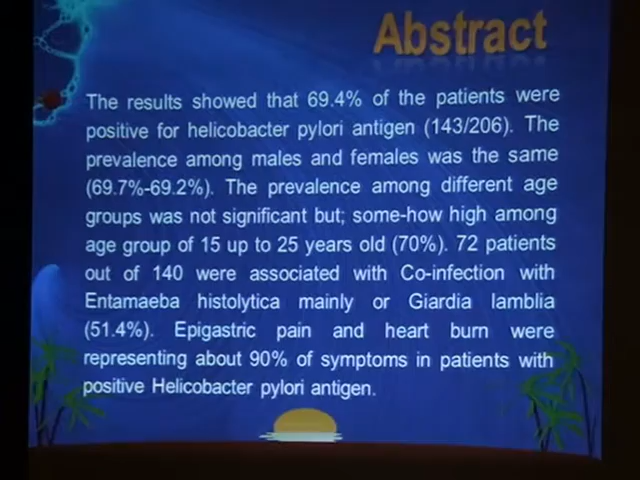 Abstract
The results showed that 69.4% of the patients were
positive for helicobacter pylori antigen (143/206). The
prevalence among males and females was the same
(69.7%-69.2%). The prevalence among different age
groups was not significant but; some-how high among
age group of 15 up to 25 years old (70%). 72 patients
out of 140 were associated with Co-infection with
Entamaeba histolytica mainly or Giardia lamblia
(51.4%). Epigastric pain and heart burn were
representing about 90% of symptoms in patients with
positive Helicobacter pylori antigen.